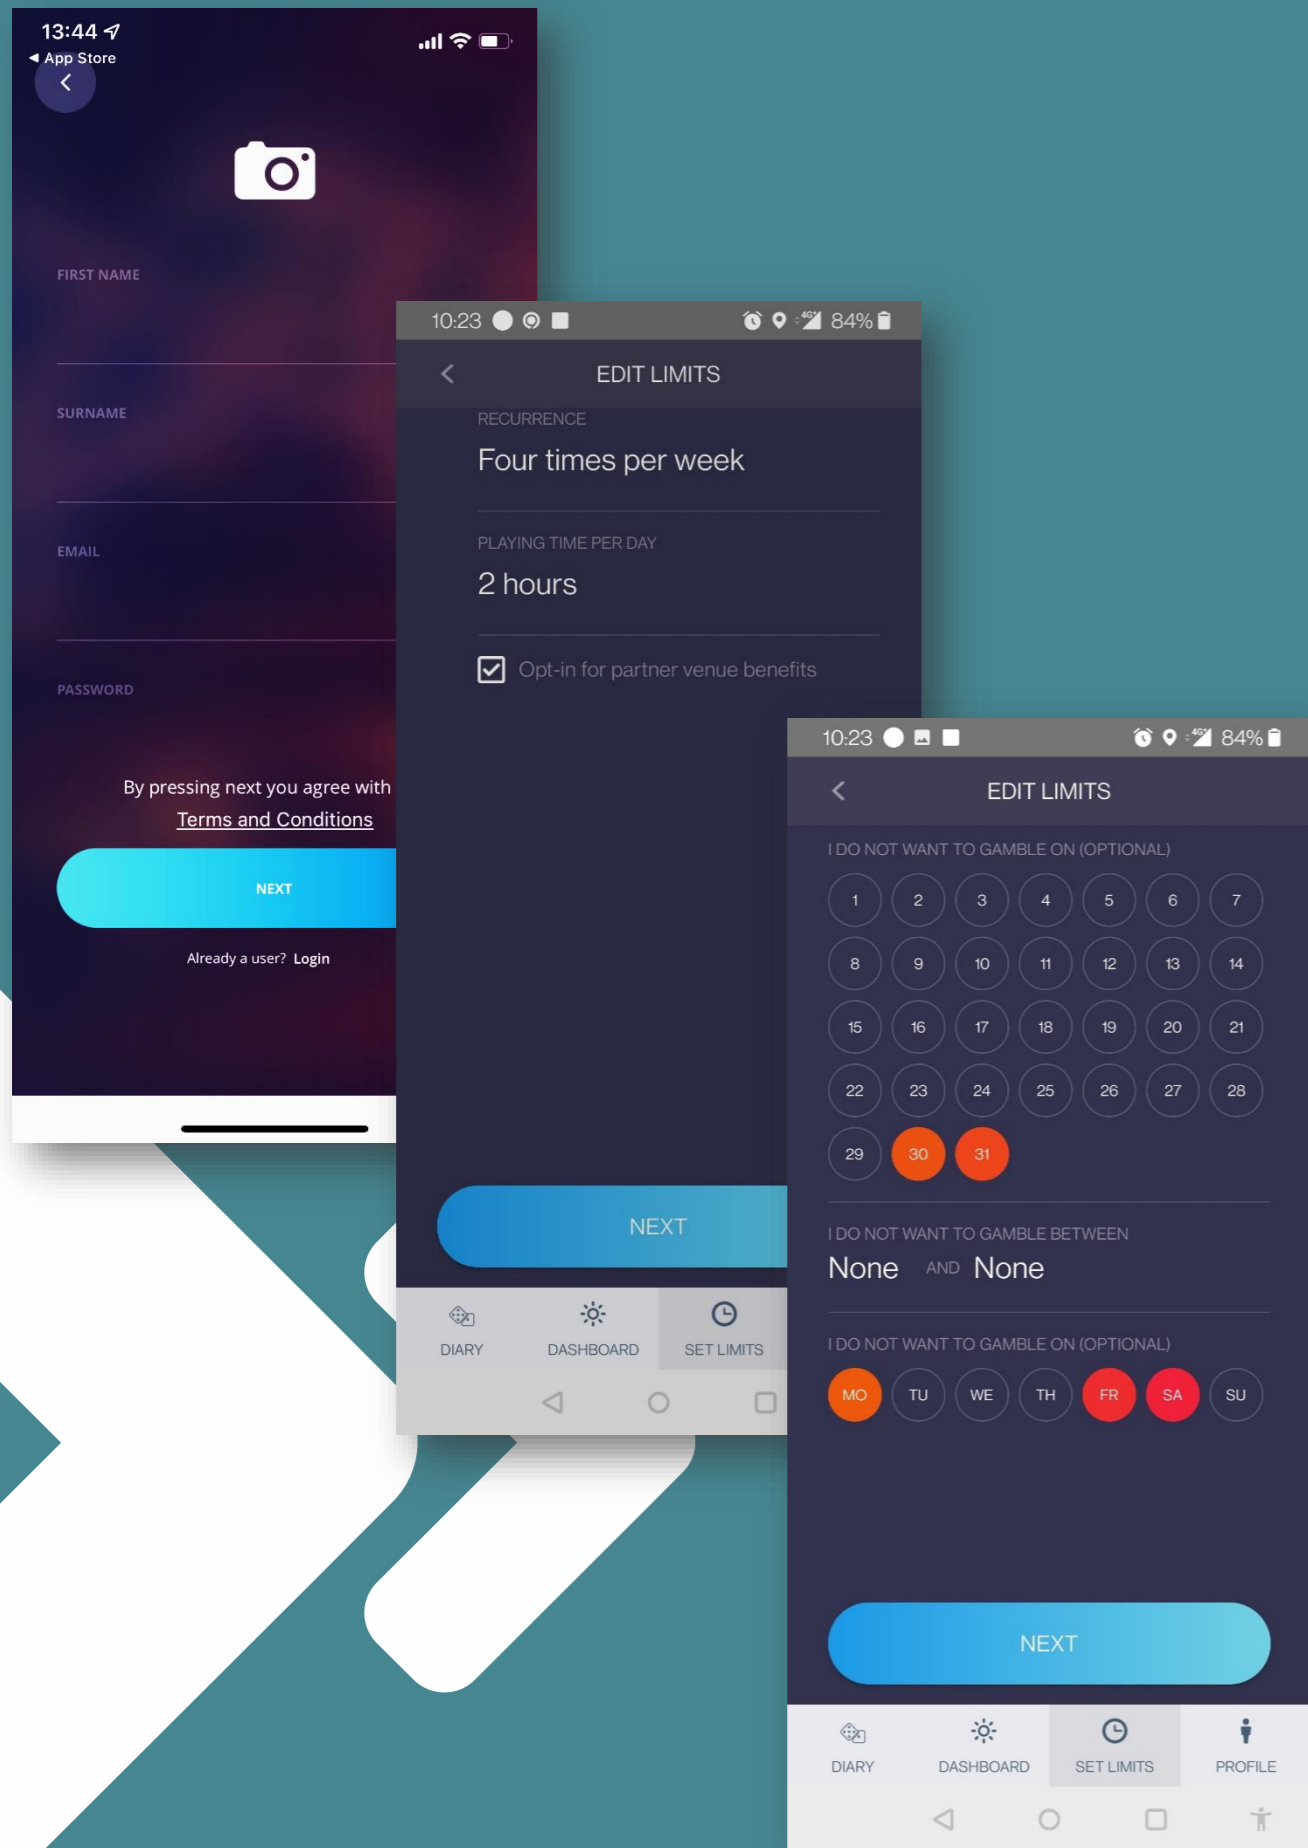 13:44
App Store
FIRST NAME
SURNAME
EMAIL
PASSWORD
By pressing next you agree with
Terms and Conditions
NEXT
Already a user? Login
10:23 4G+ 84%
EDIT LIMITS
RECURRENCE
Four times per week
PLAYING TIME PER DAY
2 hours
Opt-in for partner venue benefits
NEXT
DIARY DASHBOARD SET LIMITS
10:23 4G+ 84%
EDIT LIMITS
I DO NOT WANT TO GAMBLE ON (OPTIONAL)
1 2 3 4 5 6 7
8 9 10 11 12 13 14
15 16 17 18 19 20 21
22 23 24 25 26 27 28
29 30 31
I DO NOT WANT TO GAMBLE BETWEEN
None AND None
I DO NOT WANT TO GAMBLE ON (OPTIONAL)
MO TU WE TH FR SA SU
NEXT
DIARY DASHBOARD SET LIMITS PROFILE